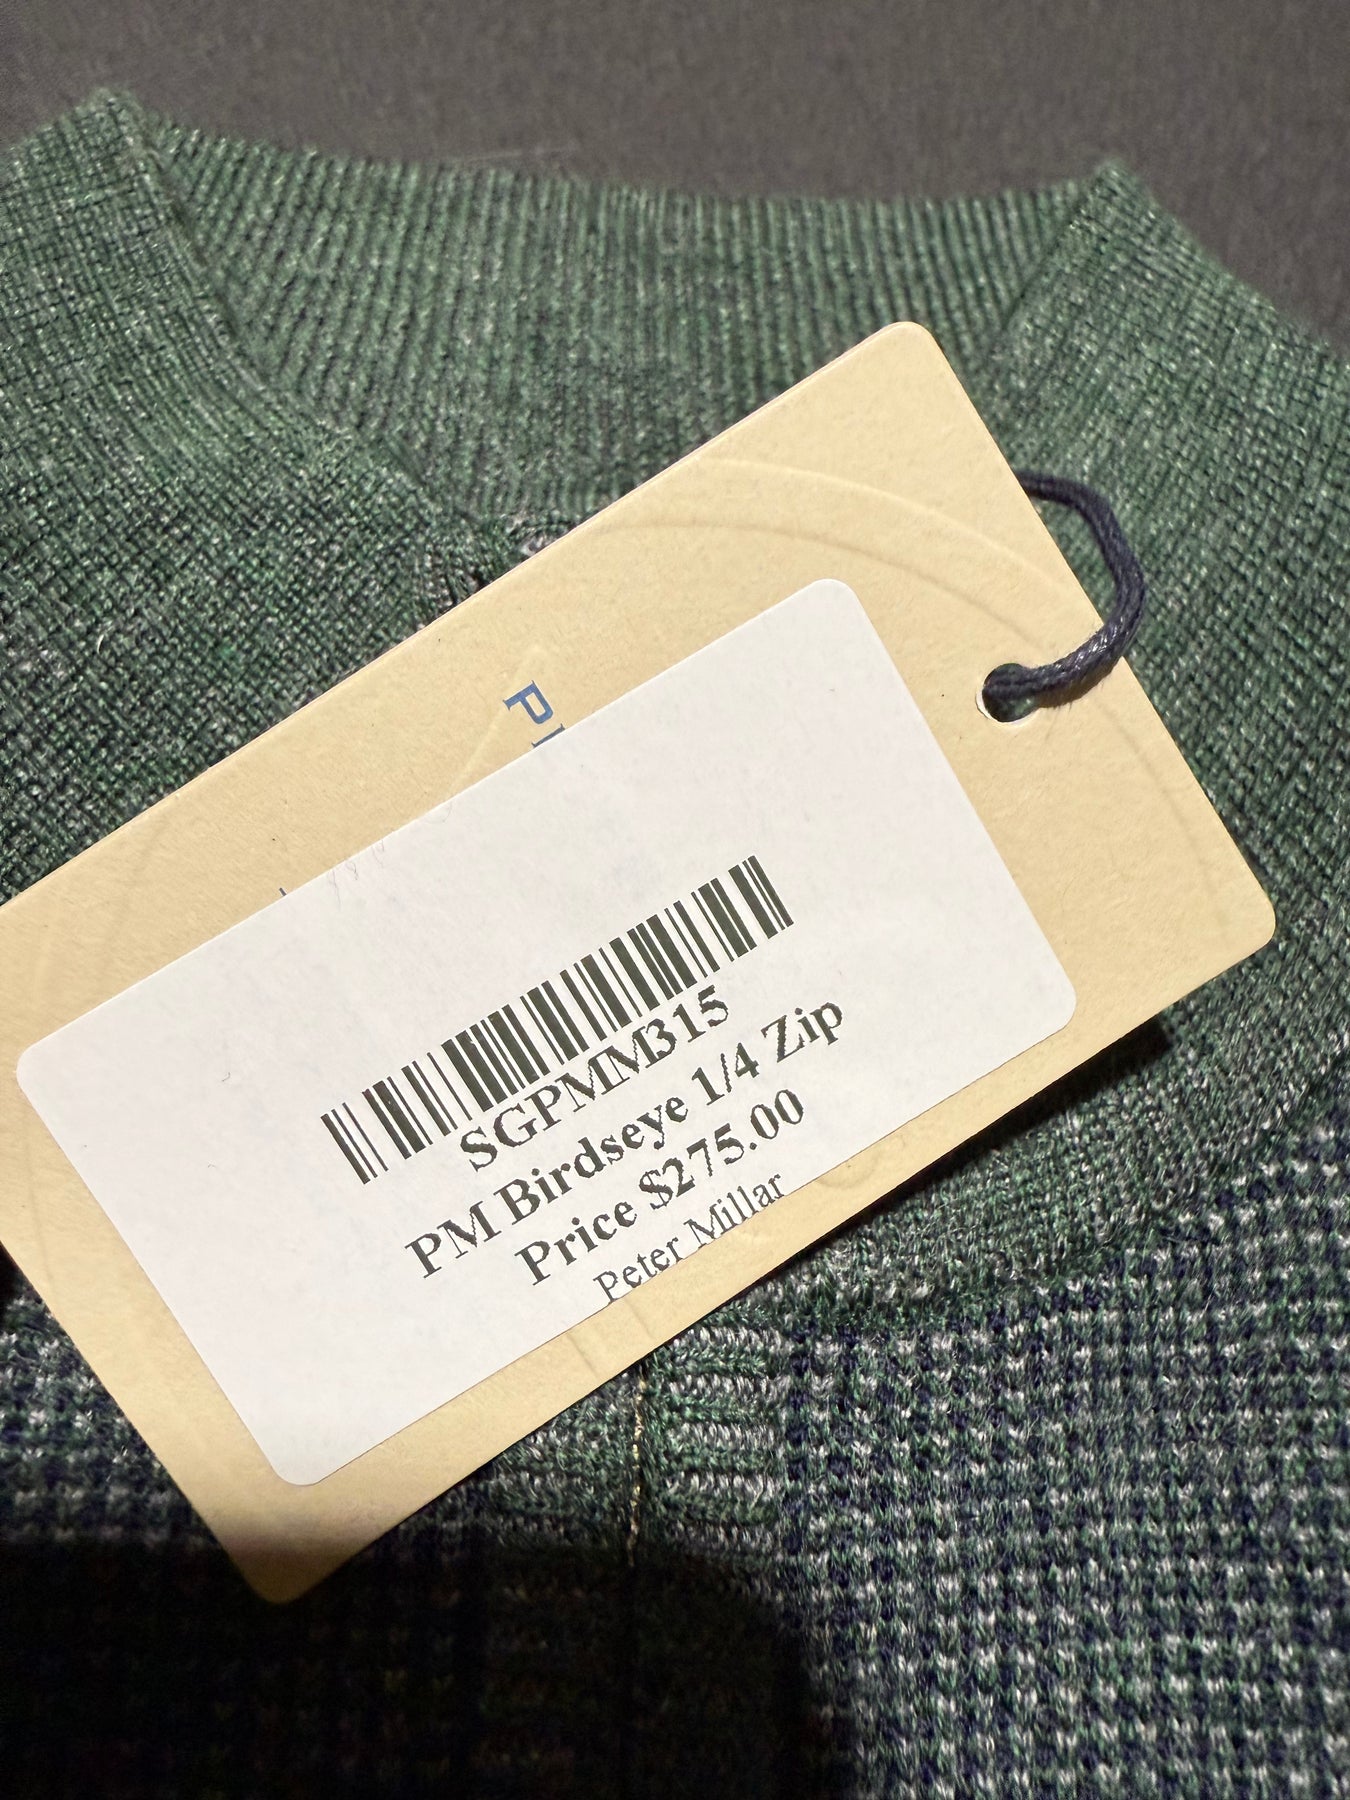 SGPMM315
PM Birdseye 1/4 Zip
Price $275.00
Peter Millar